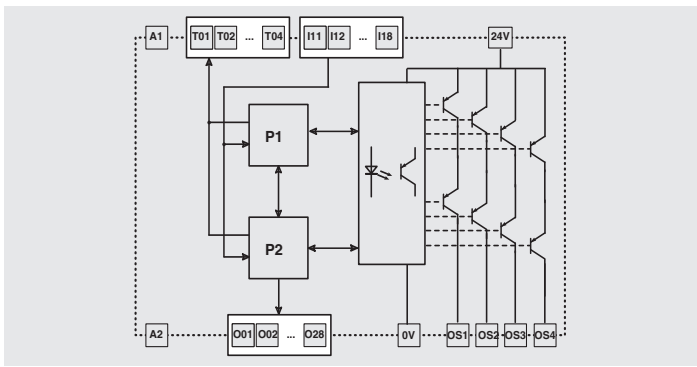 A1 T01 T02 ... T04 I11 I12 ... I18 24V
P1
P2
A2 O01 O02 ... O28 0V OS1 OS2 OS3 OS4